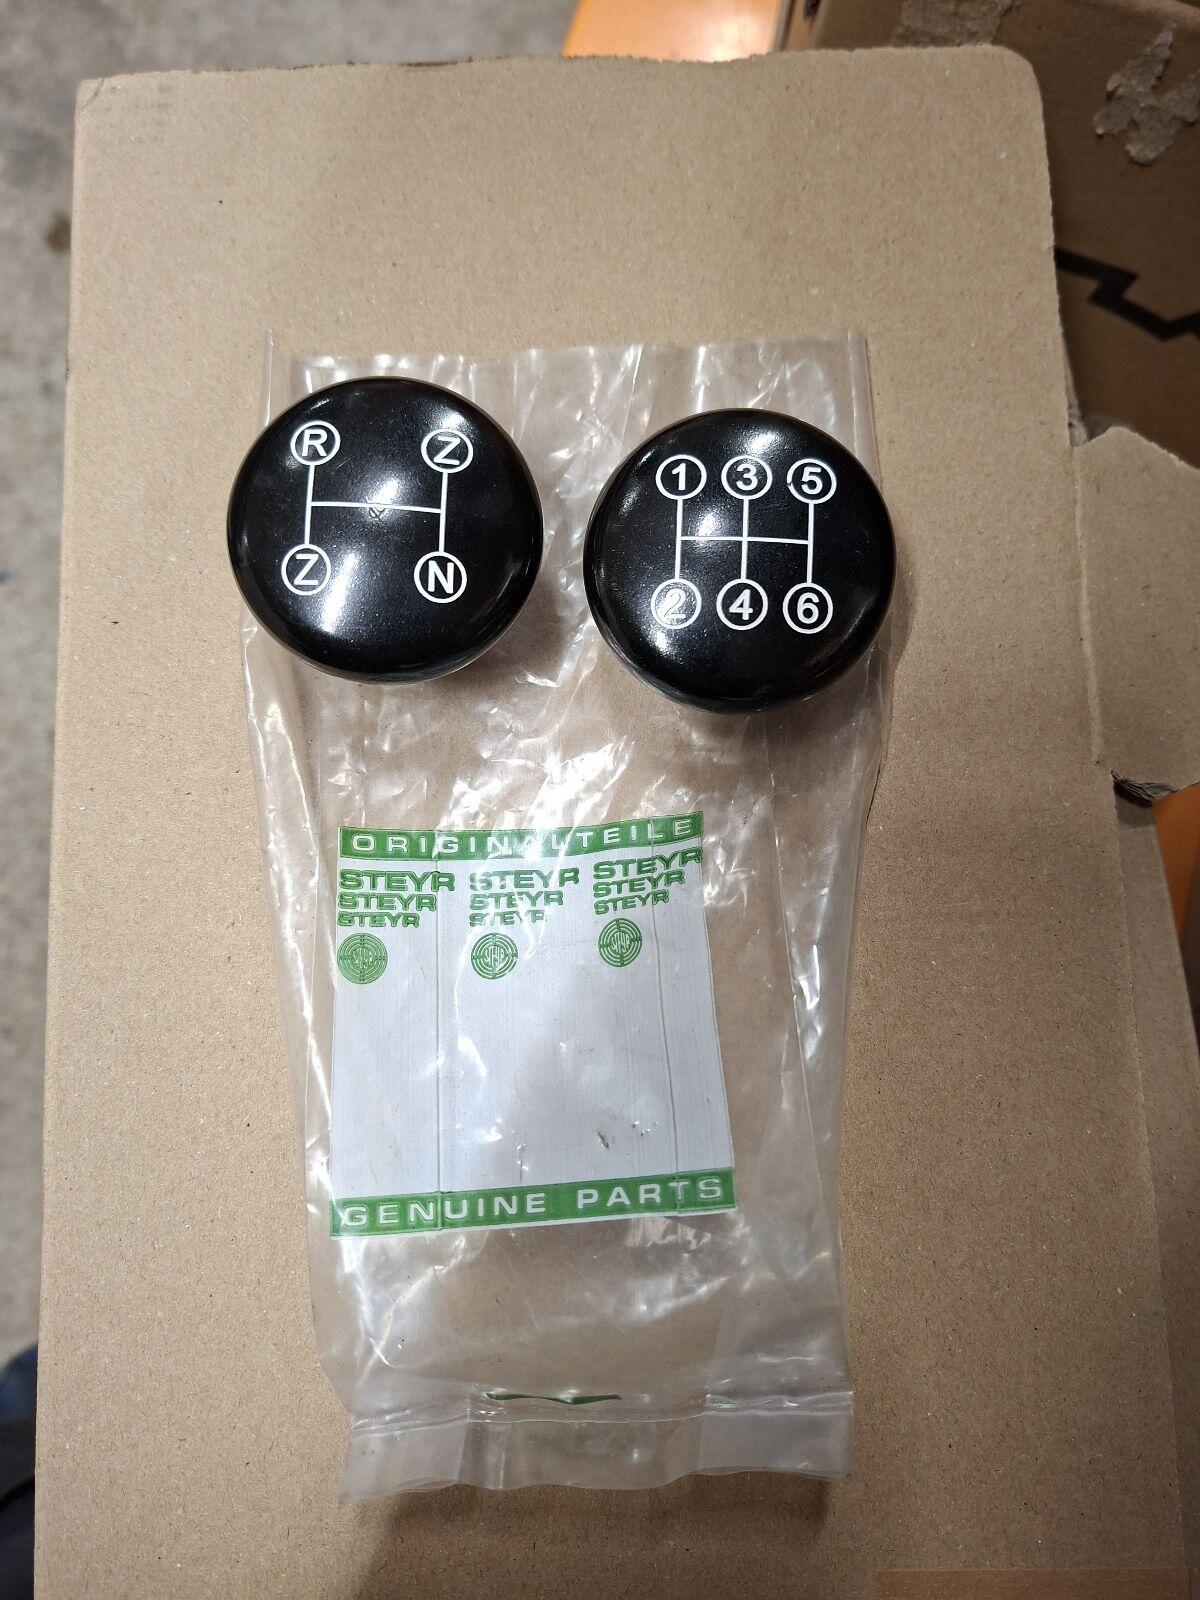 R Z
Z N
1 3 5
2 4 6
ORIGINALTEILE
STEYR STEYR STEYR
STEYR STEYR STEYR
STEYR STEYR STEYR
GENUINE PARTS